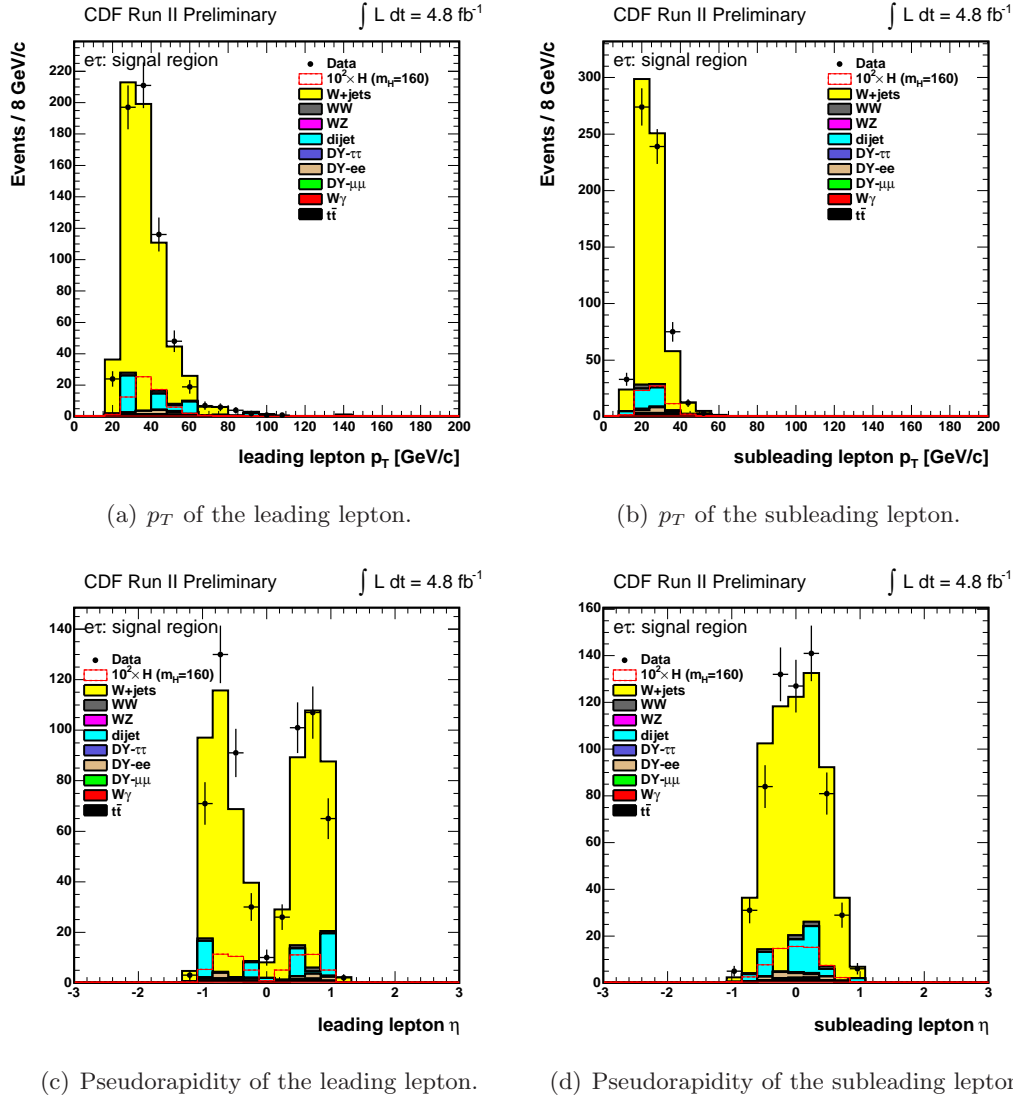 CDF Run II Preliminary ∫ L dt = 4.8 fb⁻¹
Events / 8 GeV/c
eτ: signal region
Data
10²× H (m_H=160)
W+jets
WW
WZ
dijet
DY-ττ
DY-ee
DY-μμ
Wγ
tt̄
220
200
180
160
140
120
100
80
60
40
20
0
0 20 40 60 80 100 120 140 160 180 200
leading lepton p_T [GeV/c]
(a) p_T of the leading lepton.
CDF Run II Preliminary ∫ L dt = 4.8 fb⁻¹
Events / 8 GeV/c
eτ: signal region
Data
10²× H (m_H=160)
W+jets
WW
WZ
dijet
DY-ττ
DY-ee
DY-μμ
Wγ
tt̄
300
250
200
150
100
50
0
0 20 40 60 80 100 120 140 160 180 200
subleading lepton p_T [GeV/c]
(b) p_T of the subleading lepton.
CDF Run II Preliminary ∫ L dt = 4.8 fb⁻¹
eτ: signal region
Data
10²× H (m_H=160)
W+jets
WW
WZ
dijet
DY-ττ
DY-ee
DY-μμ
Wγ
tt̄
140
120
100
80
60
40
20
0
-3 -2 -1 0 1 2 3
leading lepton η
(c) Pseudorapidity of the leading lepton.
CDF Run II Preliminary ∫ L dt = 4.8 fb⁻¹
eτ: signal region
Data
10²× H (m_H=160)
W+jets
WW
WZ
dijet
DY-ττ
DY-ee
DY-μμ
Wγ
tt̄
160
140
120
100
80
60
40
20
0
-3 -2 -1 0 1 2 3
subleading lepton η
(d) Pseudorapidity of the subleading lepton